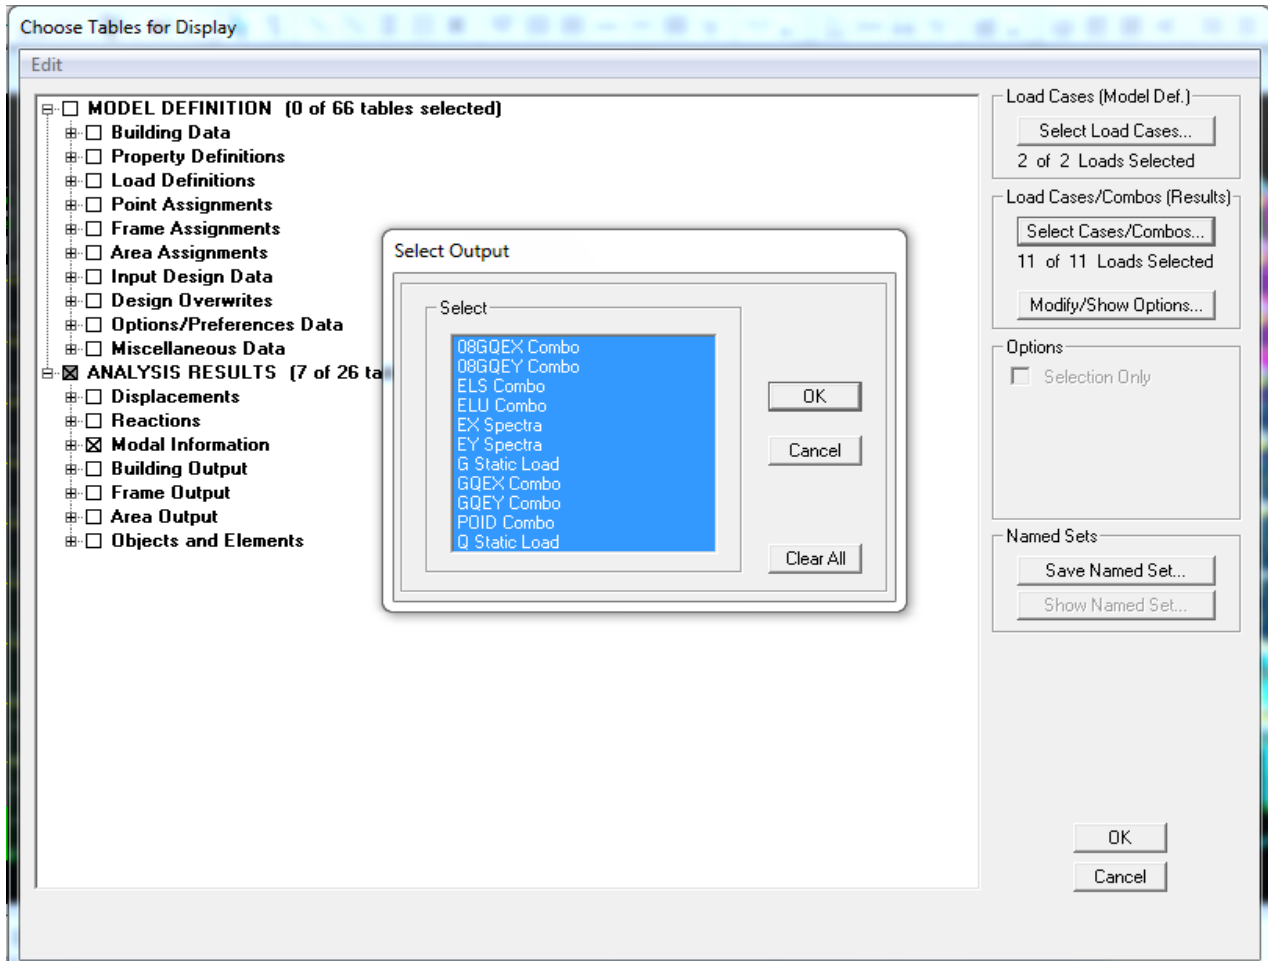 Choose Tables for Display
Edit
MODEL DEFINITION (0 of 66 tables selected)
Building Data
Property Definitions
Load Definitions
Point Assignments
Frame Assignments
Area Assignments
Input Design Data
Design Overwrites
Options/Preferences Data
Miscellaneous Data
ANALYSIS RESULTS (7 of 26 ta
Displacements
Reactions
Modal Information
Building Output
Frame Output
Area Output
Objects and Elements
Select Output
Select
08GQEX Combo
08GQEY Combo
ELS Combo
ELU Combo
EX Spectra
EY Spectra
G Static Load
GQEX Combo
GQEY Combo
POID Combo
Q Static Load
OK
Cancel
Clear All
Load Cases (Model Def.)
Select Load Cases...
2 of 2 Loads Selected
Load Cases/Combos (Results)
Select Cases/Combos...
11 of 11 Loads Selected
Modify/Show Options...
Options
Selection Only
Named Sets
Save Named Set...
Show Named Set...
OK
Cancel